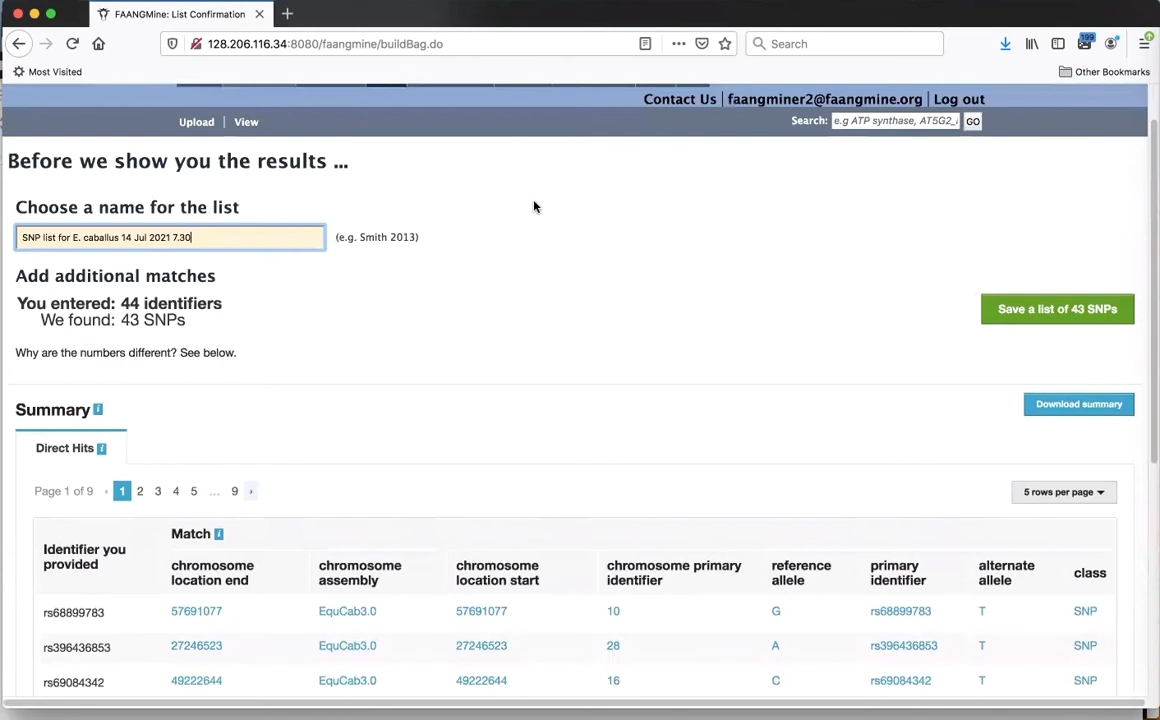 FAANGMine: List Confirmation
128.206.116.34:8080/faangmine/buildBag.do
Search
199
Most Visited
Other Bookmarks
Contact Us | faangminer2@faangmine.org | Log out
Upload | View
Search: e.g ATP synthase, AT5G2_ GO
Before we show you the results ...
Choose a name for the list
SNP list for E. caballus 14 Jul 2021 7.30
(e.g. Smith 2013)
Add additional matches
You entered: 44 identifiers
We found: 43 SNPs
Save a list of 43 SNPs
Why are the numbers different? See below.
Summary i
Download summary
Direct Hits i
Page 1 of 9 ‹ 1 2 3 4 5 ... 9 ›
5 rows per page
Identifier you provided
Match i
chromosome location end
chromosome assembly
chromosome location start
chromosome primary identifier
reference allele
primary identifier
alternate allele
class
rs68899783 57691077 EquCab3.0 57691077 10 G rs68899783 T SNP
rs396436853 27246523 EquCab3.0 27246523 28 A rs396436853 T SNP
rs69084342 49222644 EquCab3.0 49222644 16 C rs69084342 T SNP